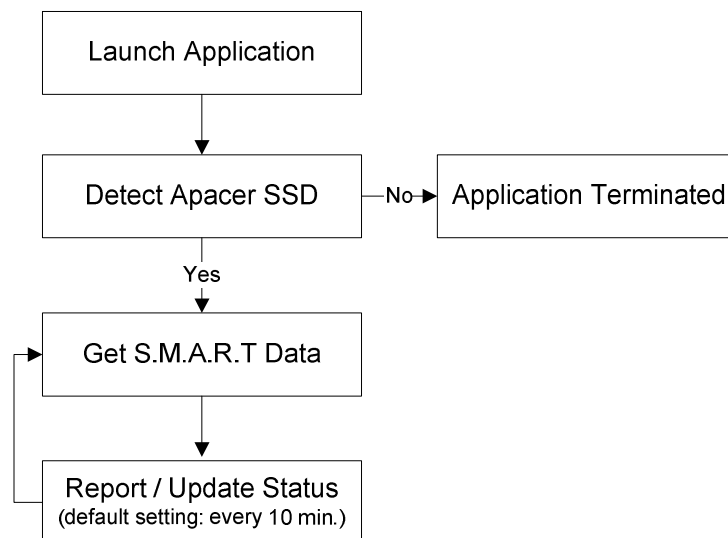 Launch Application
Detect Apacer SSD
No
Application Terminated
Yes
Get S.M.A.R.T Data
Report / Update Status
(default setting: every 10 min.)